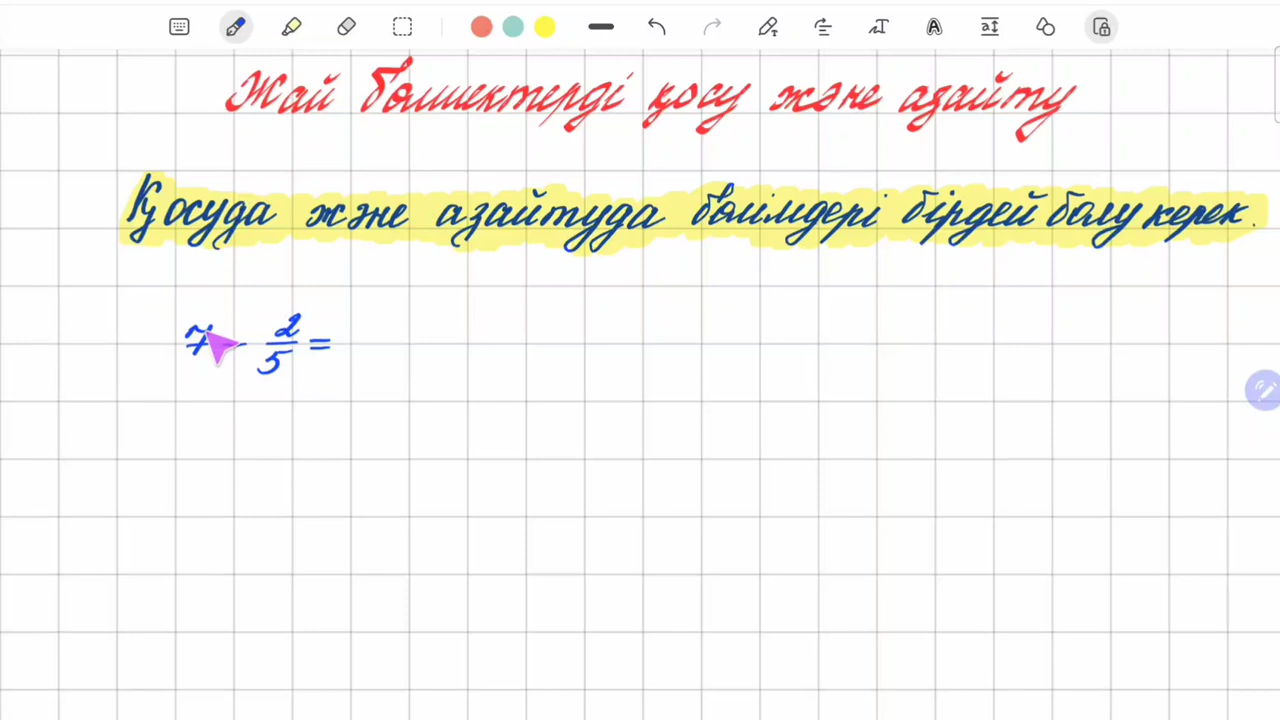 Жай бөлшектерді қосу және азайту
Қосуда және азайтуда бөлімдері бірдей болу керек.
7 - 2/5 =